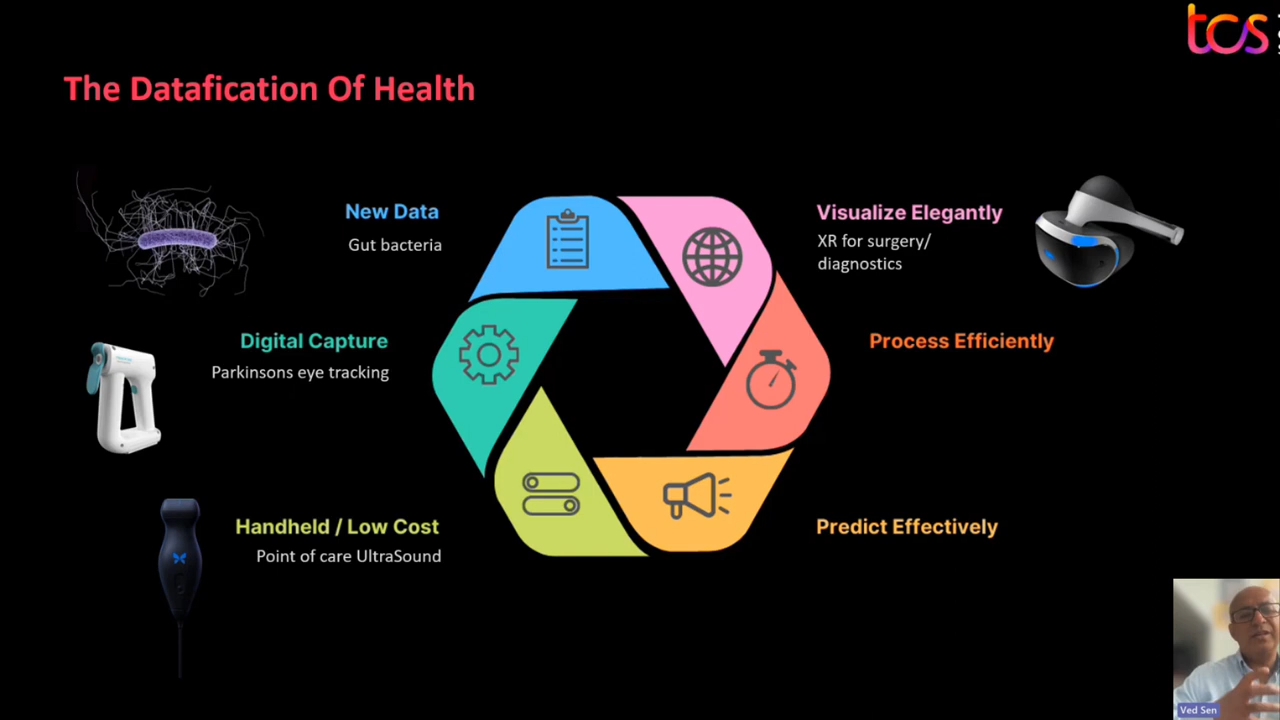 tcs
The Datafication Of Health
New Data
Gut bacteria
Visualize Elegantly
XR for surgery/
diagnostics
Digital Capture
Parkinsons eye tracking
Process Efficiently
Handheld / Low Cost
Point of care UltraSound
Predict Effectively
Ved Sen